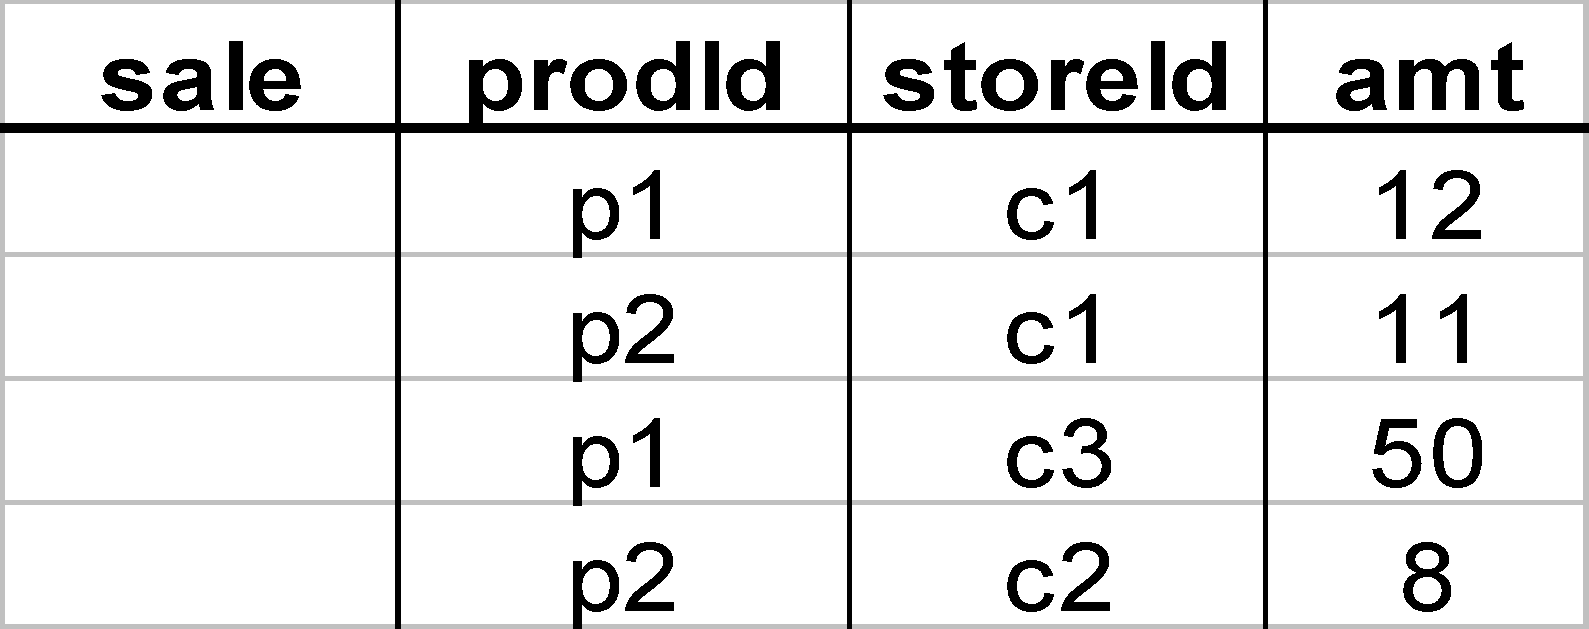 sale prodId storeId amt
p1 c1 12
p2 c1 11
p1 c3 50
p2 c2 8